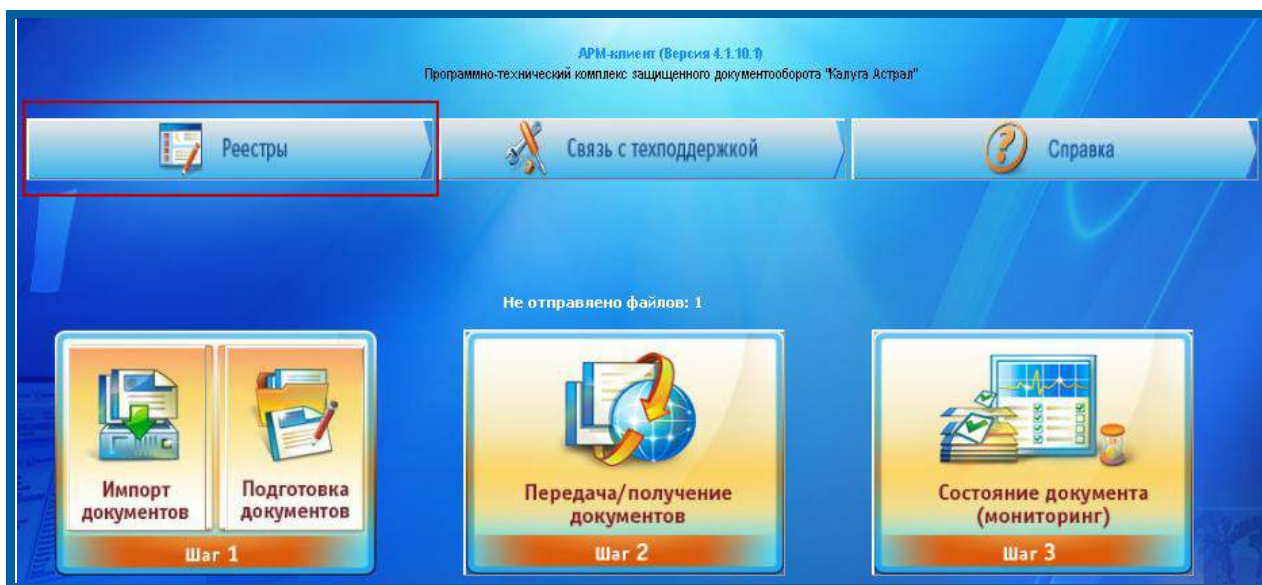 АРМ-клиент (Версия 4.1.10.1)
Программно-технический комплекс защищенного документооборота "Калуга Астрал"
Реестры
Связь с техподдержкой
Справка
Не отправлено файлов: 1
Импорт
документов
Подготовка
документов
Шаг 1
Передача/получение
документов
Шаг 2
Состояние документа
(мониторинг)
Шаг 3